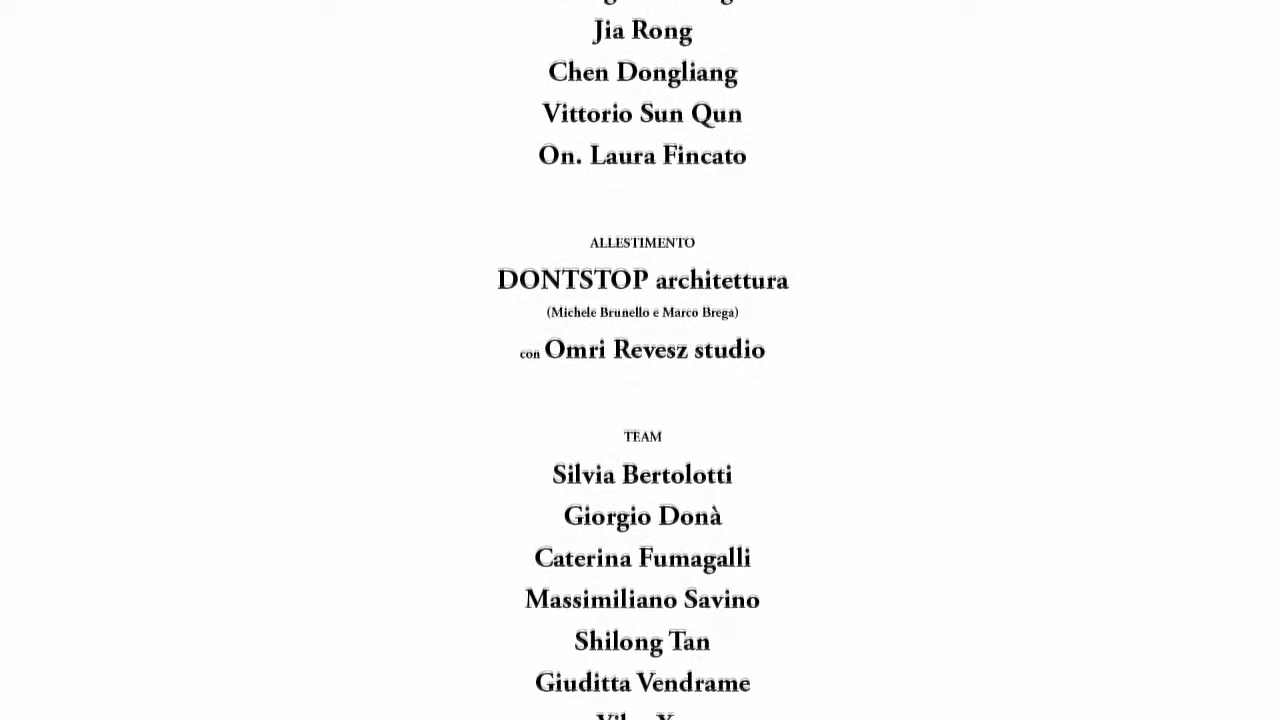 Jia Rong
Chen Dongliang
Vittorio Sun Qun
On. Laura Fincato
ALLESTIMENTO
DONTSTOP architettura
(Michele Brunello e Marco Brega)
con Omri Revesz studio
TEAM
Silvia Bertolotti
Giorgio Donà
Caterina Fumagalli
Massimiliano Savino
Shilong Tan
Giuditta Vendrame